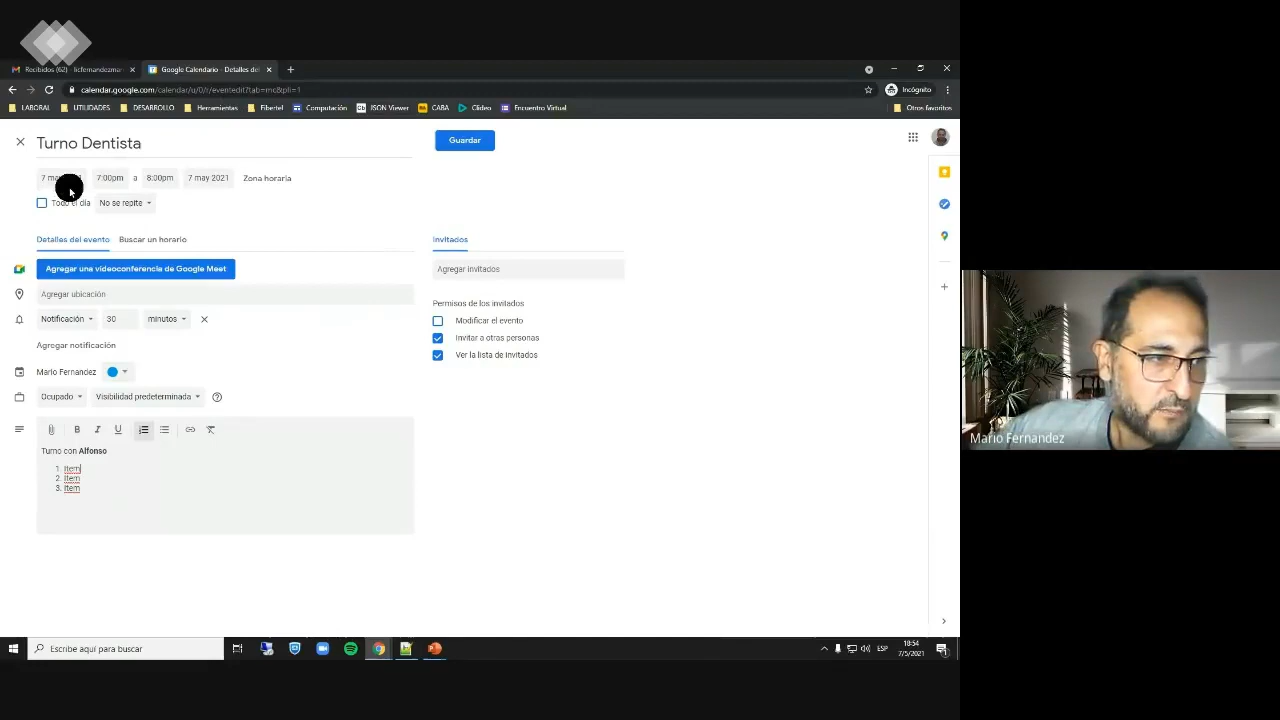 Recibidos (62) - licfernandezmar
Google Calendario - Detalles del
calendar.google.com/calendar/u/0/r/eventedit?tab=mc&pli=1
Incógnito
LABORAL UTILIDADES DESARROLLO Herramientas Fibertel Computación JSON Viewer CABA Clideo Encuentro Virtual Otros favoritos
Turno Dentista
Guardar
7 may 7:00pm a 8:00pm 7 may 2021 Zona horaria
Todo el día No se repite
Detalles del evento Buscar un horario
Invitados
Agregar una videoconferencia de Google Meet
Agregar invitados
Agregar ubicación
Permisos de los invitados
Notificación 30 minutos
Modificar el evento
Invitar a otras personas
Agregar notificación
Ver la lista de invitados
Mario Fernandez
Ocupado Visibilidad predeterminada
B I U
Turno con Alfonso
1. Item
2. Item
3. Item
Mario Fernandez
Escribe aquí para buscar
ESP
18:54
7/5/2021